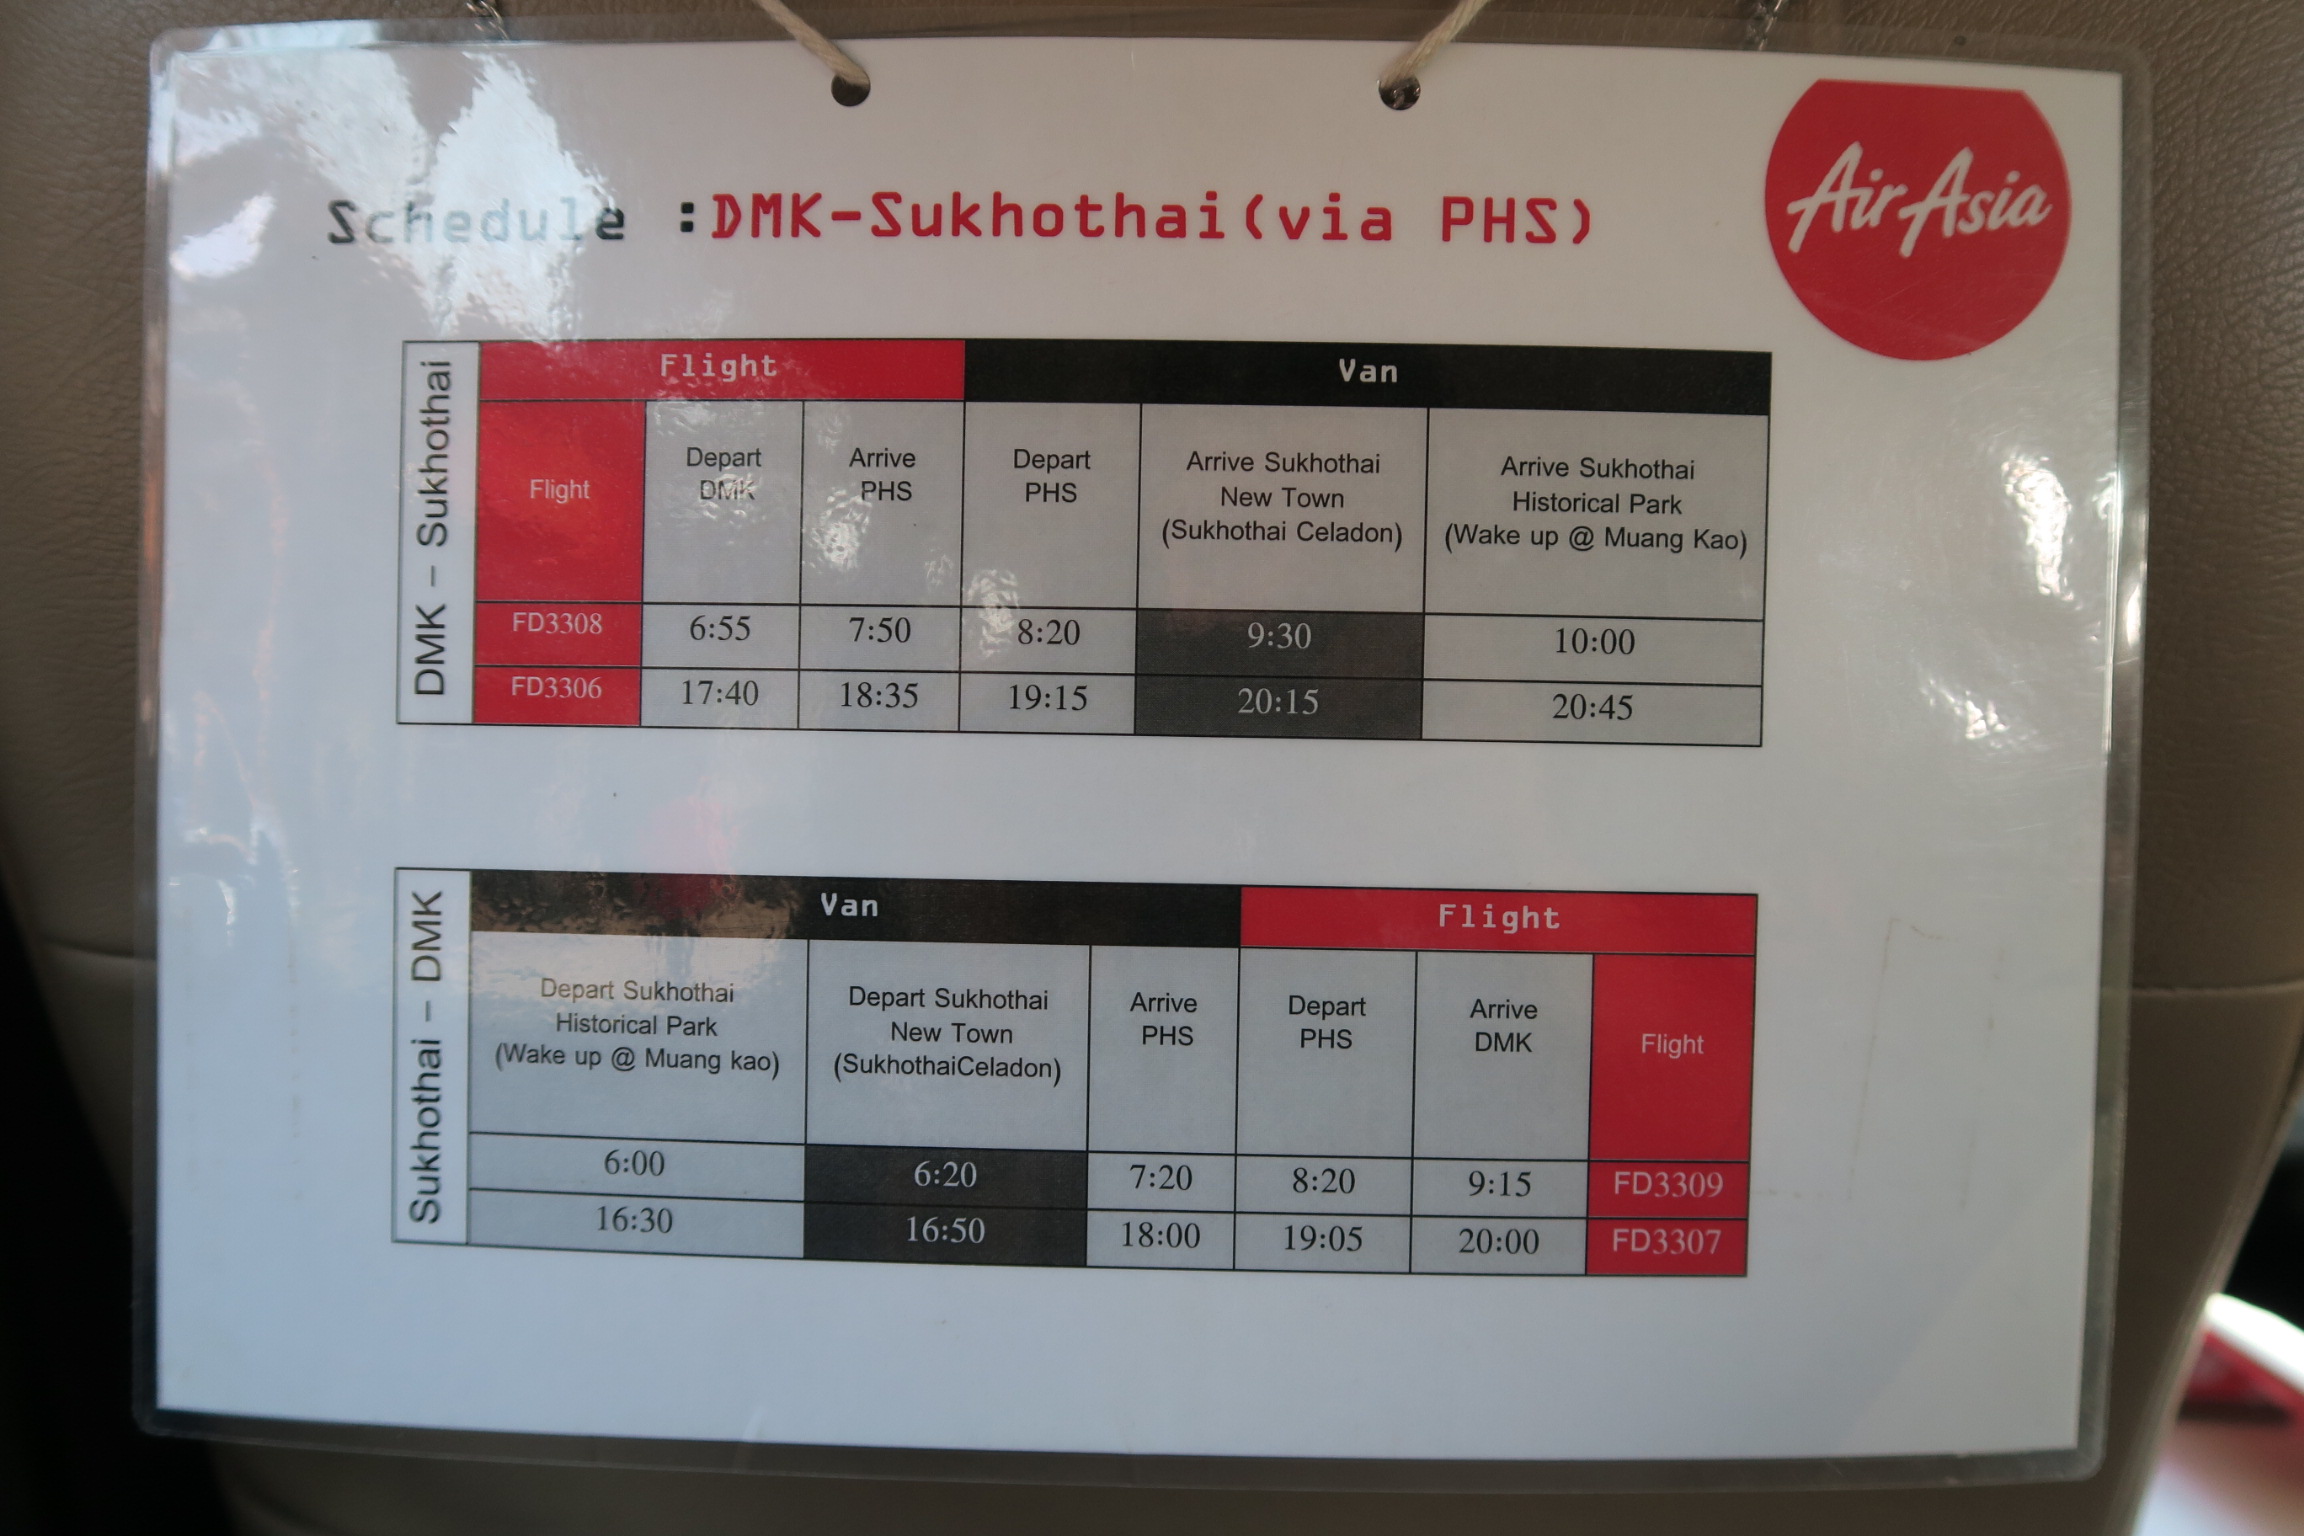 Schedule :DMK-Sukhothai(via PHS)
AirAsia
DMK – Sukhothai
Flight
Van
Flight
Depart
DMK
Arrive
PHS
Depart
PHS
Arrive Sukhothai
New Town
(Sukhothai Celadon)
Arrive Sukhothai
Historical Park
(Wake up @ Muang Kao)
FD3308 6:55 7:50 8:20 9:30 10:00
FD3306 17:40 18:35 19:15 20:15 20:45
Sukhothai – DMK
Van
Flight
Depart Sukhothai
Historical Park
(Wake up @ Muang kao)
Depart Sukhothai
New Town
(SukhothaiCeladon)
Arrive
PHS
Depart
PHS
Arrive
DMK
Flight
6:00 6:20 7:20 8:20 9:15 FD3309
16:30 16:50 18:00 19:05 20:00 FD3307